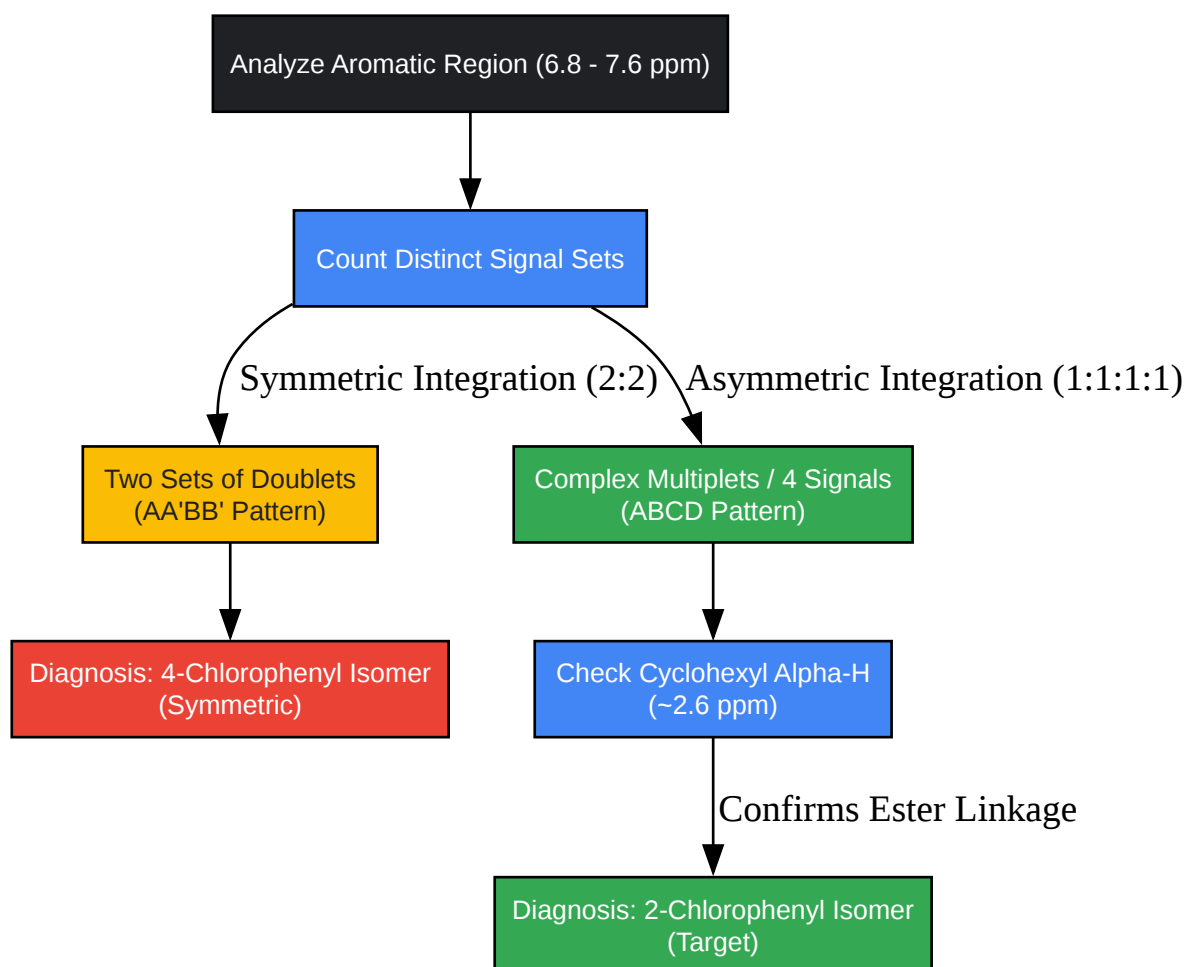 Analyze Aromatic Region (6.8 - 7.6 ppm)
Count Distinct Signal Sets
Symmetric Integration (2:2)
Asymmetric Integration (1:1:1:1)
Two Sets of Doublets
(AA'BB' Pattern)
Complex Multiplets / 4 Signals
(ABCD Pattern)
Diagnosis: 4-Chlorophenyl Isomer
(Symmetric)
Check Cyclohexyl Alpha-H
(~2.6 ppm)
Confirms Ester Linkage
Diagnosis: 2-Chlorophenyl Isomer
(Target)